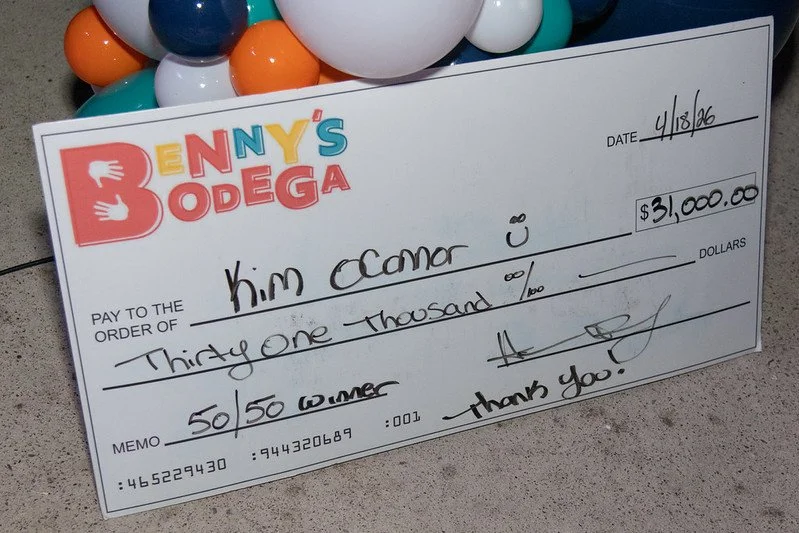 BENNY'S
BODEGA
DATE 4/18/26
$31,000.00
PAY TO THE
ORDER OF Kim O'Connor
Thirty One Thousand 00/100 DOLLARS
MEMO 50/50 winner
Thank you!
:465229430 :944320689 :001